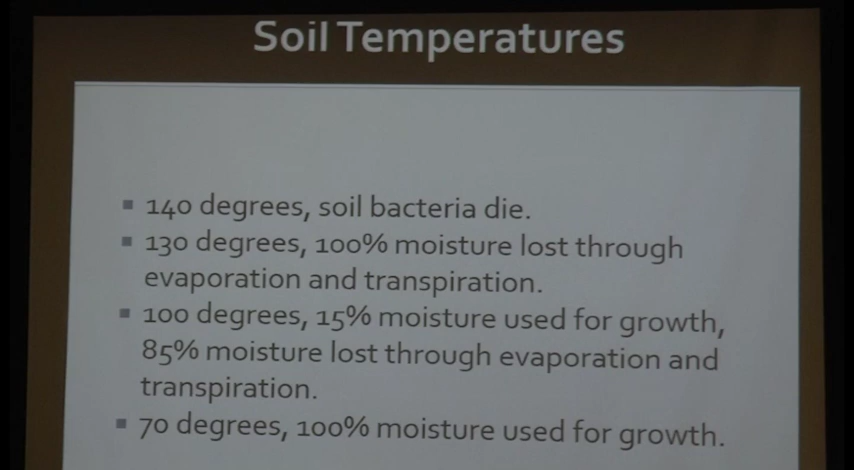 Soil Temperatures
▪ 140 degrees, soil bacteria die.
▪ 130 degrees, 100% moisture lost through
evaporation and transpiration.
▪ 100 degrees, 15% moisture used for growth,
85% moisture lost through evaporation and
transpiration.
▪ 70 degrees, 100% moisture used for growth.